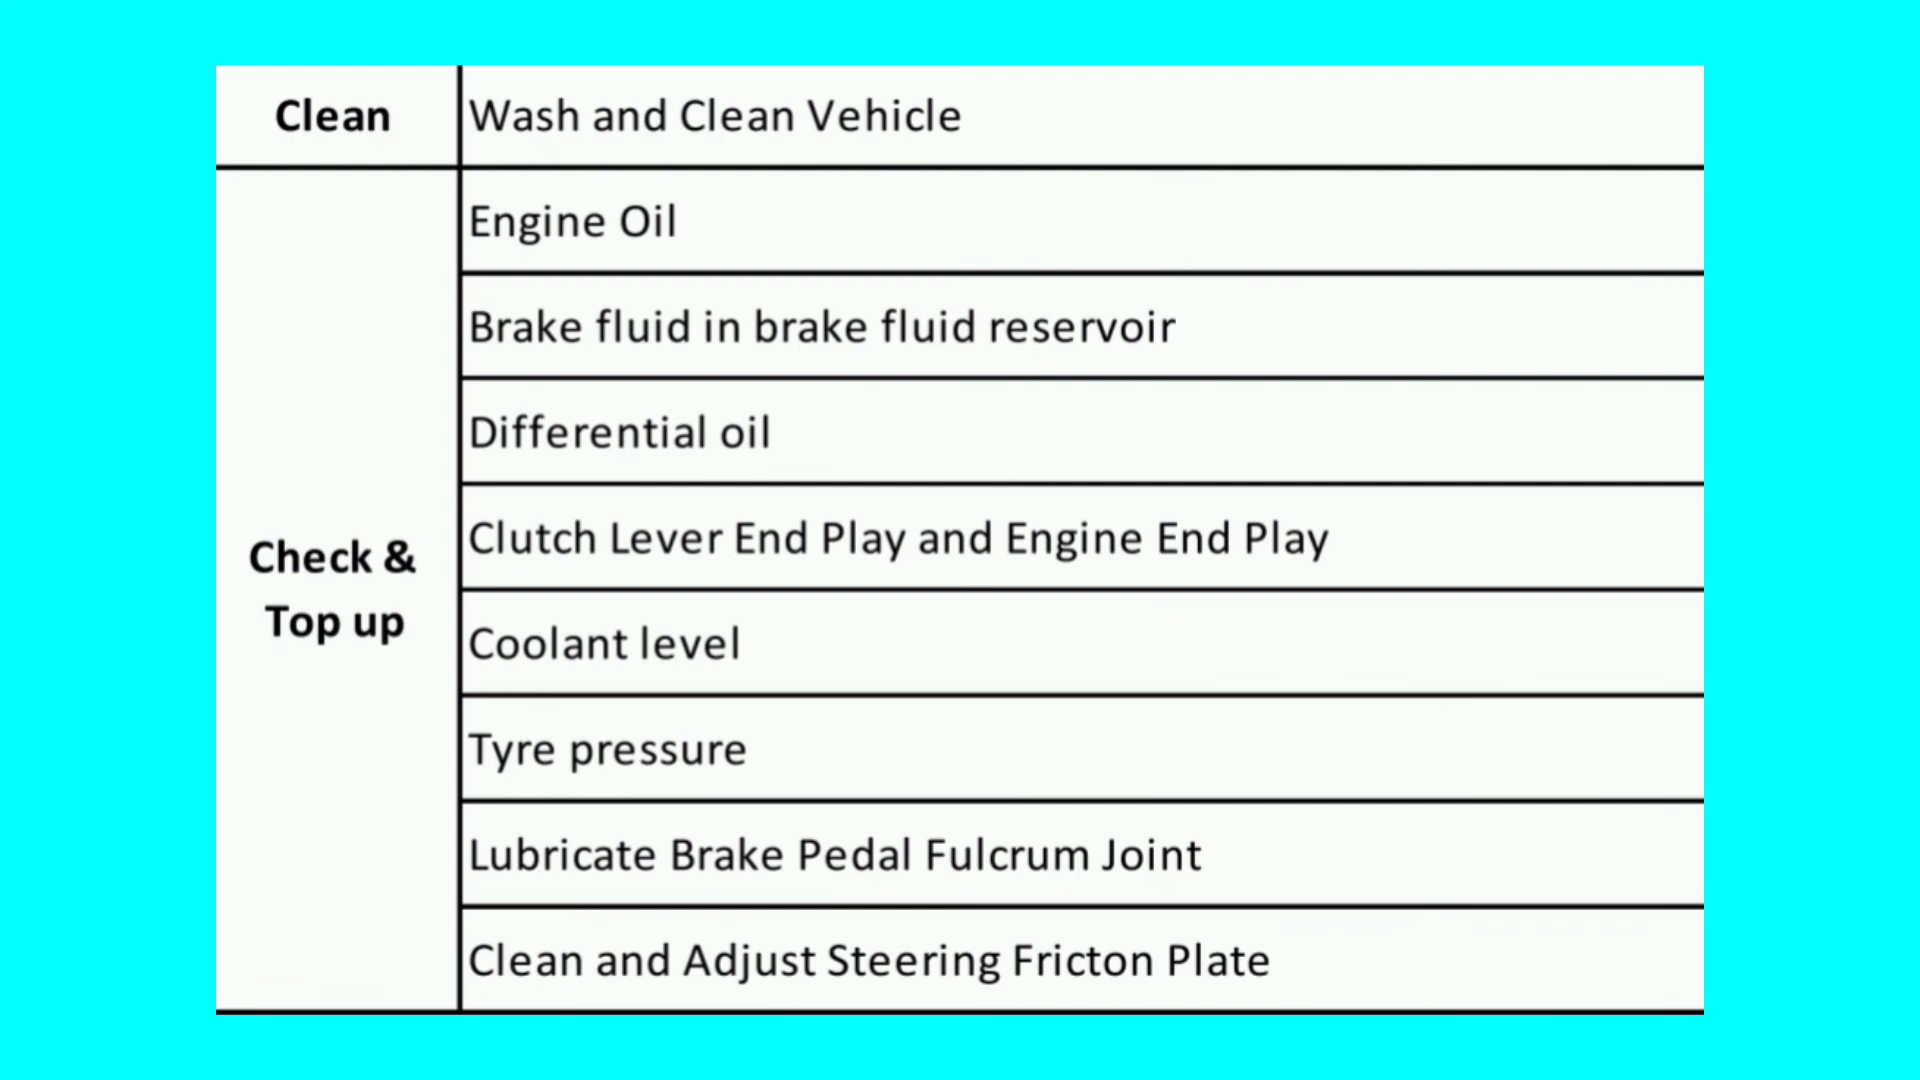 Clean
Wash and Clean Vehicle
Engine Oil
Brake fluid in brake fluid reservoir
Differential oil
Clutch Lever End Play and Engine End Play
Check &
Top up
Coolant level
Tyre pressure
Lubricate Brake Pedal Fulcrum Joint
Clean and Adjust Steering Fricton Plate